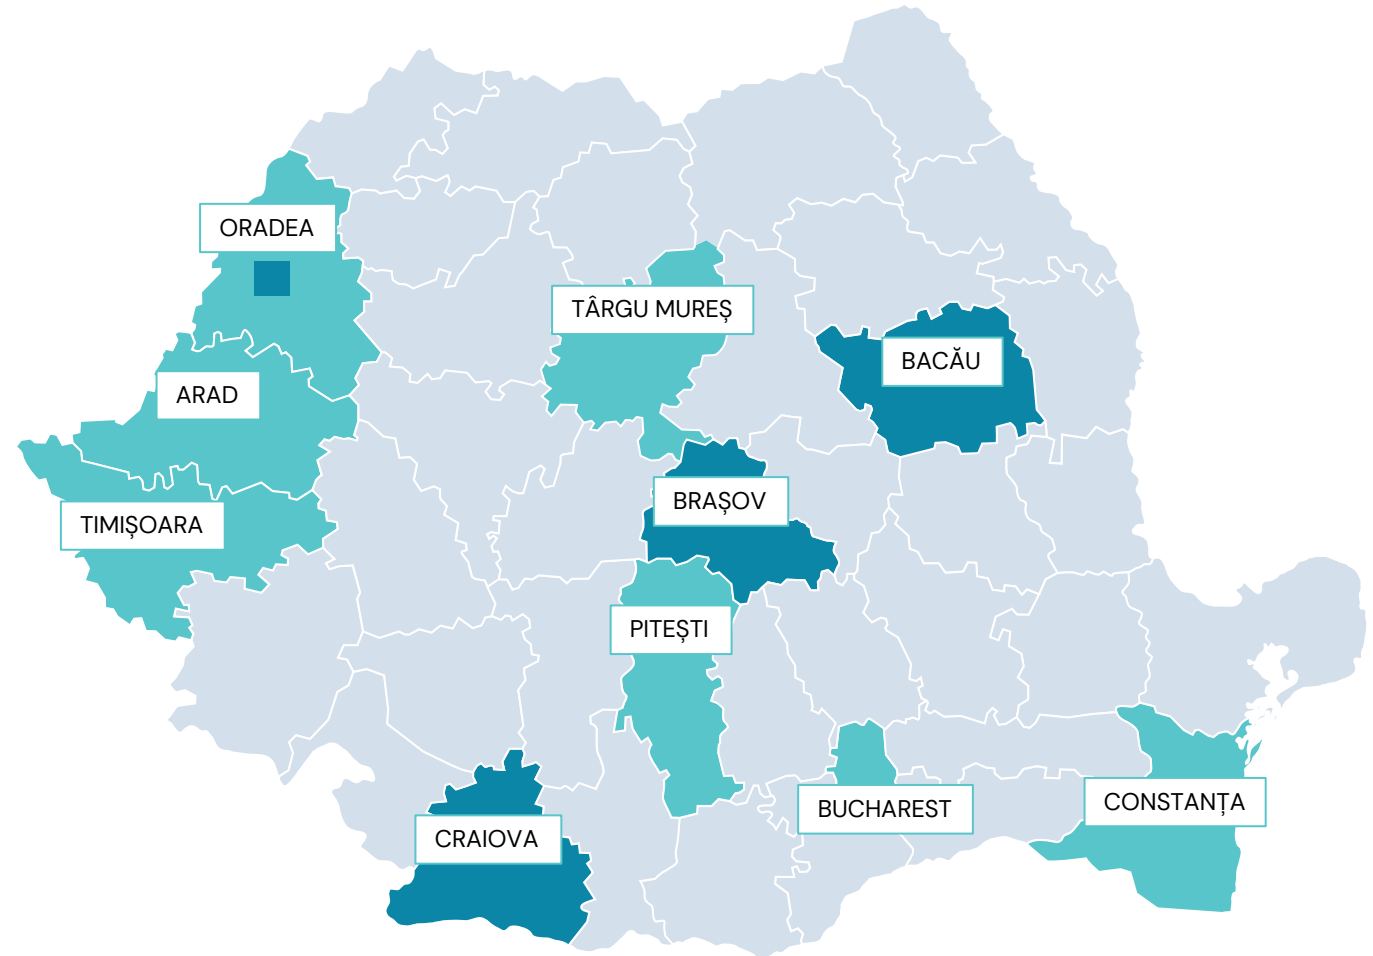 ORADEA
TÂRGU MUREȘ
BACĂU
ARAD
BRAȘOV
TIMIȘOARA
PITEȘTI
CONSTANȚA
BUCHAREST
CRAIOVA